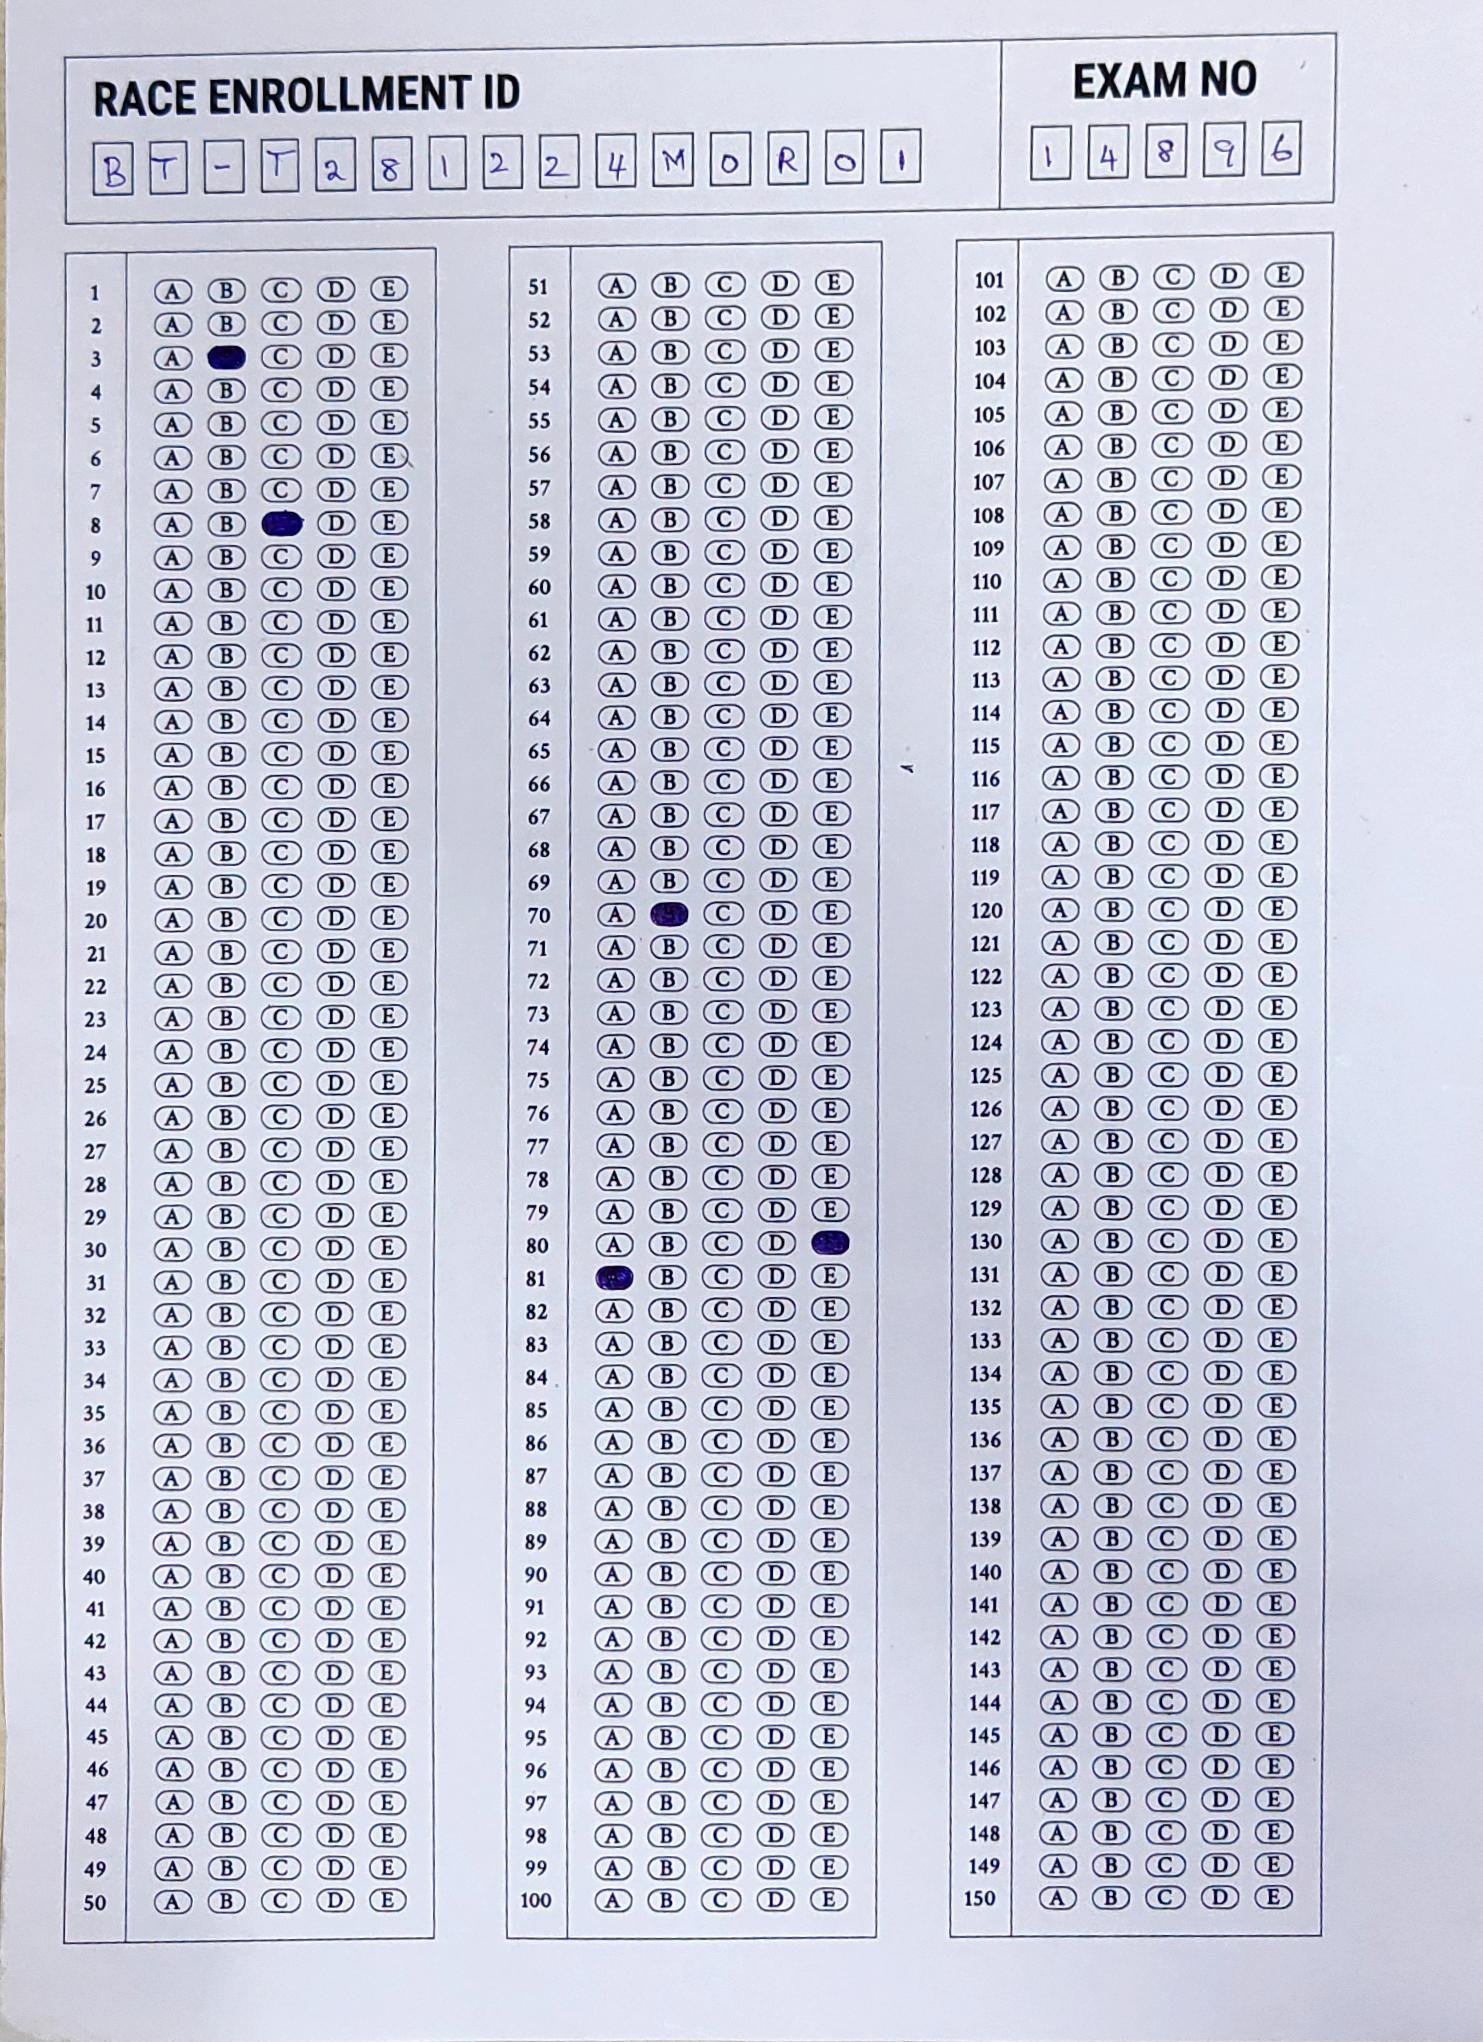 RACE ENROLLMENT ID
EXAM NO
B T - T 2 8 1 2 2 4 M O R 0 1
1 4 8 9 6
1 A B C D E
2 A B C D E
3 A C D E
4 A B C D E
5 A B C D E
6 A B C D E
7 A B C D E
8 A B D E
9 A B C D E
10 A B C D E
11 A B C D E
12 A B C D E
13 A B C D E
14 A B C D E
15 A B C D E
16 A B C D E
17 A B C D E
18 A B C D E
19 A B C D E
20 A B C D E
21 A B C D E
22 A B C D E
23 A B C D E
24 A B C D E
25 A B C D E
26 A B C D E
27 A B C D E
28 A B C D E
29 A B C D E
30 A B C D E
31 A B C D E
32 A B C D E
33 A B C D E
34 A B C D E
35 A B C D E
36 A B C D E
37 A B C D E
38 A B C D E
39 A B C D E
40 A B C D E
41 A B C D E
42 A B C D E
43 A B C D E
44 A B C D E
45 A B C D E
46 A B C D E
47 A B C D E
48 A B C D E
49 A B C D E
50 A B C D E
51 A B C D E
52 A B C D E
53 A B C D E
54 A B C D E
55 A B C D E
56 A B C D E
57 A B C D E
58 A B C D E
59 A B C D E
60 A B C D E
61 A B C D E
62 A B C D E
63 A B C D E
64 A B C D E
65 A B C D E
66 A B C D E
67 A B C D E
68 A B C D E
69 A B C D E
70 A C D E
71 A B C D E
72 A B C D E
73 A B C D E
74 A B C D E
75 A B C D E
76 A B C D E
77 A B C D E
78 A B C D E
79 A B C D E
80 A B C D
81 B C D E
82 A B C D E
83 A B C D E
84 A B C D E
85 A B C D E
86 A B C D E
87 A B C D E
88 A B C D E
89 A B C D E
90 A B C D E
91 A B C D E
92 A B C D E
93 A B C D E
94 A B C D E
95 A B C D E
96 A B C D E
97 A B C D E
98 A B C D E
99 A B C D E
100 A B C D E
101 A B C D E
102 A B C D E
103 A B C D E
104 A B C D E
105 A B C D E
106 A B C D E
107 A B C D E
108 A B C D E
109 A B C D E
110 A B C D E
111 A B C D E
112 A B C D E
113 A B C D E
114 A B C D E
115 A B C D E
116 A B C D E
117 A B C D E
118 A B C D E
119 A B C D E
120 A B C D E
121 A B C D E
122 A B C D E
123 A B C D E
124 A B C D E
125 A B C D E
126 A B C D E
127 A B C D E
128 A B C D E
129 A B C D E
130 A B C D E
131 A B C D E
132 A B C D E
133 A B C D E
134 A B C D E
135 A B C D E
136 A B C D E
137 A B C D E
138 A B C D E
139 A B C D E
140 A B C D E
141 A B C D E
142 A B C D E
143 A B C D E
144 A B C D E
145 A B C D E
146 A B C D E
147 A B C D E
148 A B C D E
149 A B C D E
150 A B C D E